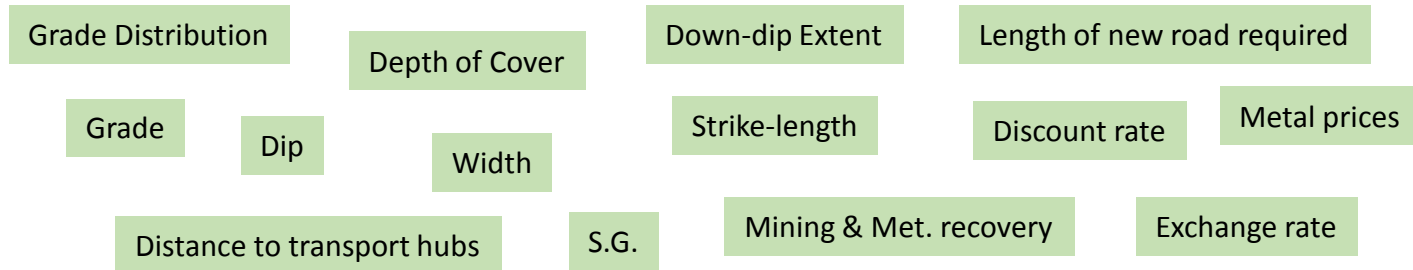 Grade Distribution
Depth of Cover
Down-dip Extent
Length of new road required
Grade
Dip
Width
Strike-length
Discount rate
Metal prices
Distance to transport hubs
S.G.
Mining & Met. recovery
Exchange rate